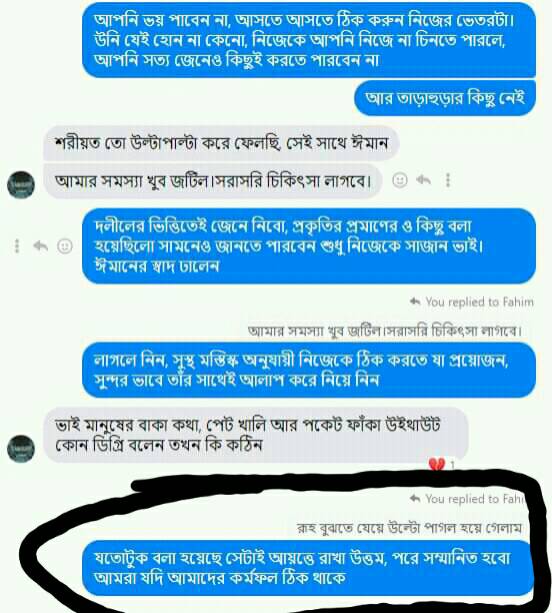 আপনি ভয় পাবেন না, আসতে আসতে ঠিক করুন নিজের ভেতরটা।
উনি যেই হোন না কেনো, নিজেকে আপনি নিজে না চিনতে পারলে,
আপনি সত্য জেনেও কিছুই করতে পারবেন না
আর তাড়াহুড়ার কিছু নেই
শরীয়ত তো উল্টাপাল্টা করে ফেলছি, সেই সাথে ঈমান
আমার সমস্যা খুব জটিল।সরাসরি চিকিৎসা লাগবে।
দলীলের ভিত্তিতেই জেনে নিবো, প্রকৃতির প্রমাণের ও কিছু বলা
হয়েছিলো সামনেও জানতে পারবেন শুধু নিজেকে সাজান ভাই।
ঈমানের স্বাদ ঢালেন
You replied to Fahim
আমার সমস্যা খুব জটিল।সরাসরি চিকিৎসা লাগবে।
লাগলে নিন, সুস্থ মস্তিস্ক অনুযায়ী নিজেকে ঠিক করতে যা প্রয়োজন,
সুন্দর ভাবে তাঁর সাথেই আলাপ করে নিয়ে নিন
ভাই মানুষের বাকা কথা, পেট খালি আর পকেট ফাঁকা উইথাউট
কোন ডিগ্রি বলেন তখন কি কঠিন
1
You replied to Fahi
রূহ বুঝতে যেয়ে উল্টো পাগল হয়ে গেলাম
যতোটুক বলা হয়েছে সেটাই আয়ত্তে রাখা উত্তম, পরে সম্মানিত হবো
আমরা যদি আমাদের কর্মফল ঠিক থাকে